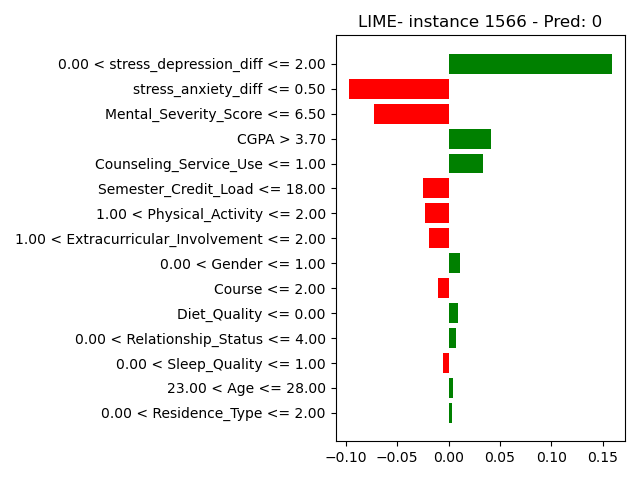 LIME- instance 1566 - Pred: 0
0.00 < stress_depression_diff <= 2.00
stress_anxiety_diff <= 0.50
Mental_Severity_Score <= 6.50
CGPA > 3.70
Counseling_Service_Use <= 1.00
Semester_Credit_Load <= 18.00
1.00 < Physical_Activity <= 2.00
1.00 < Extracurricular_Involvement <= 2.00
0.00 < Gender <= 1.00
Course <= 2.00
Diet_Quality <= 0.00
0.00 < Relationship_Status <= 4.00
0.00 < Sleep_Quality <= 1.00
23.00 < Age <= 28.00
0.00 < Residence_Type <= 2.00
−0.10 −0.05 0.00 0.05 0.10 0.15